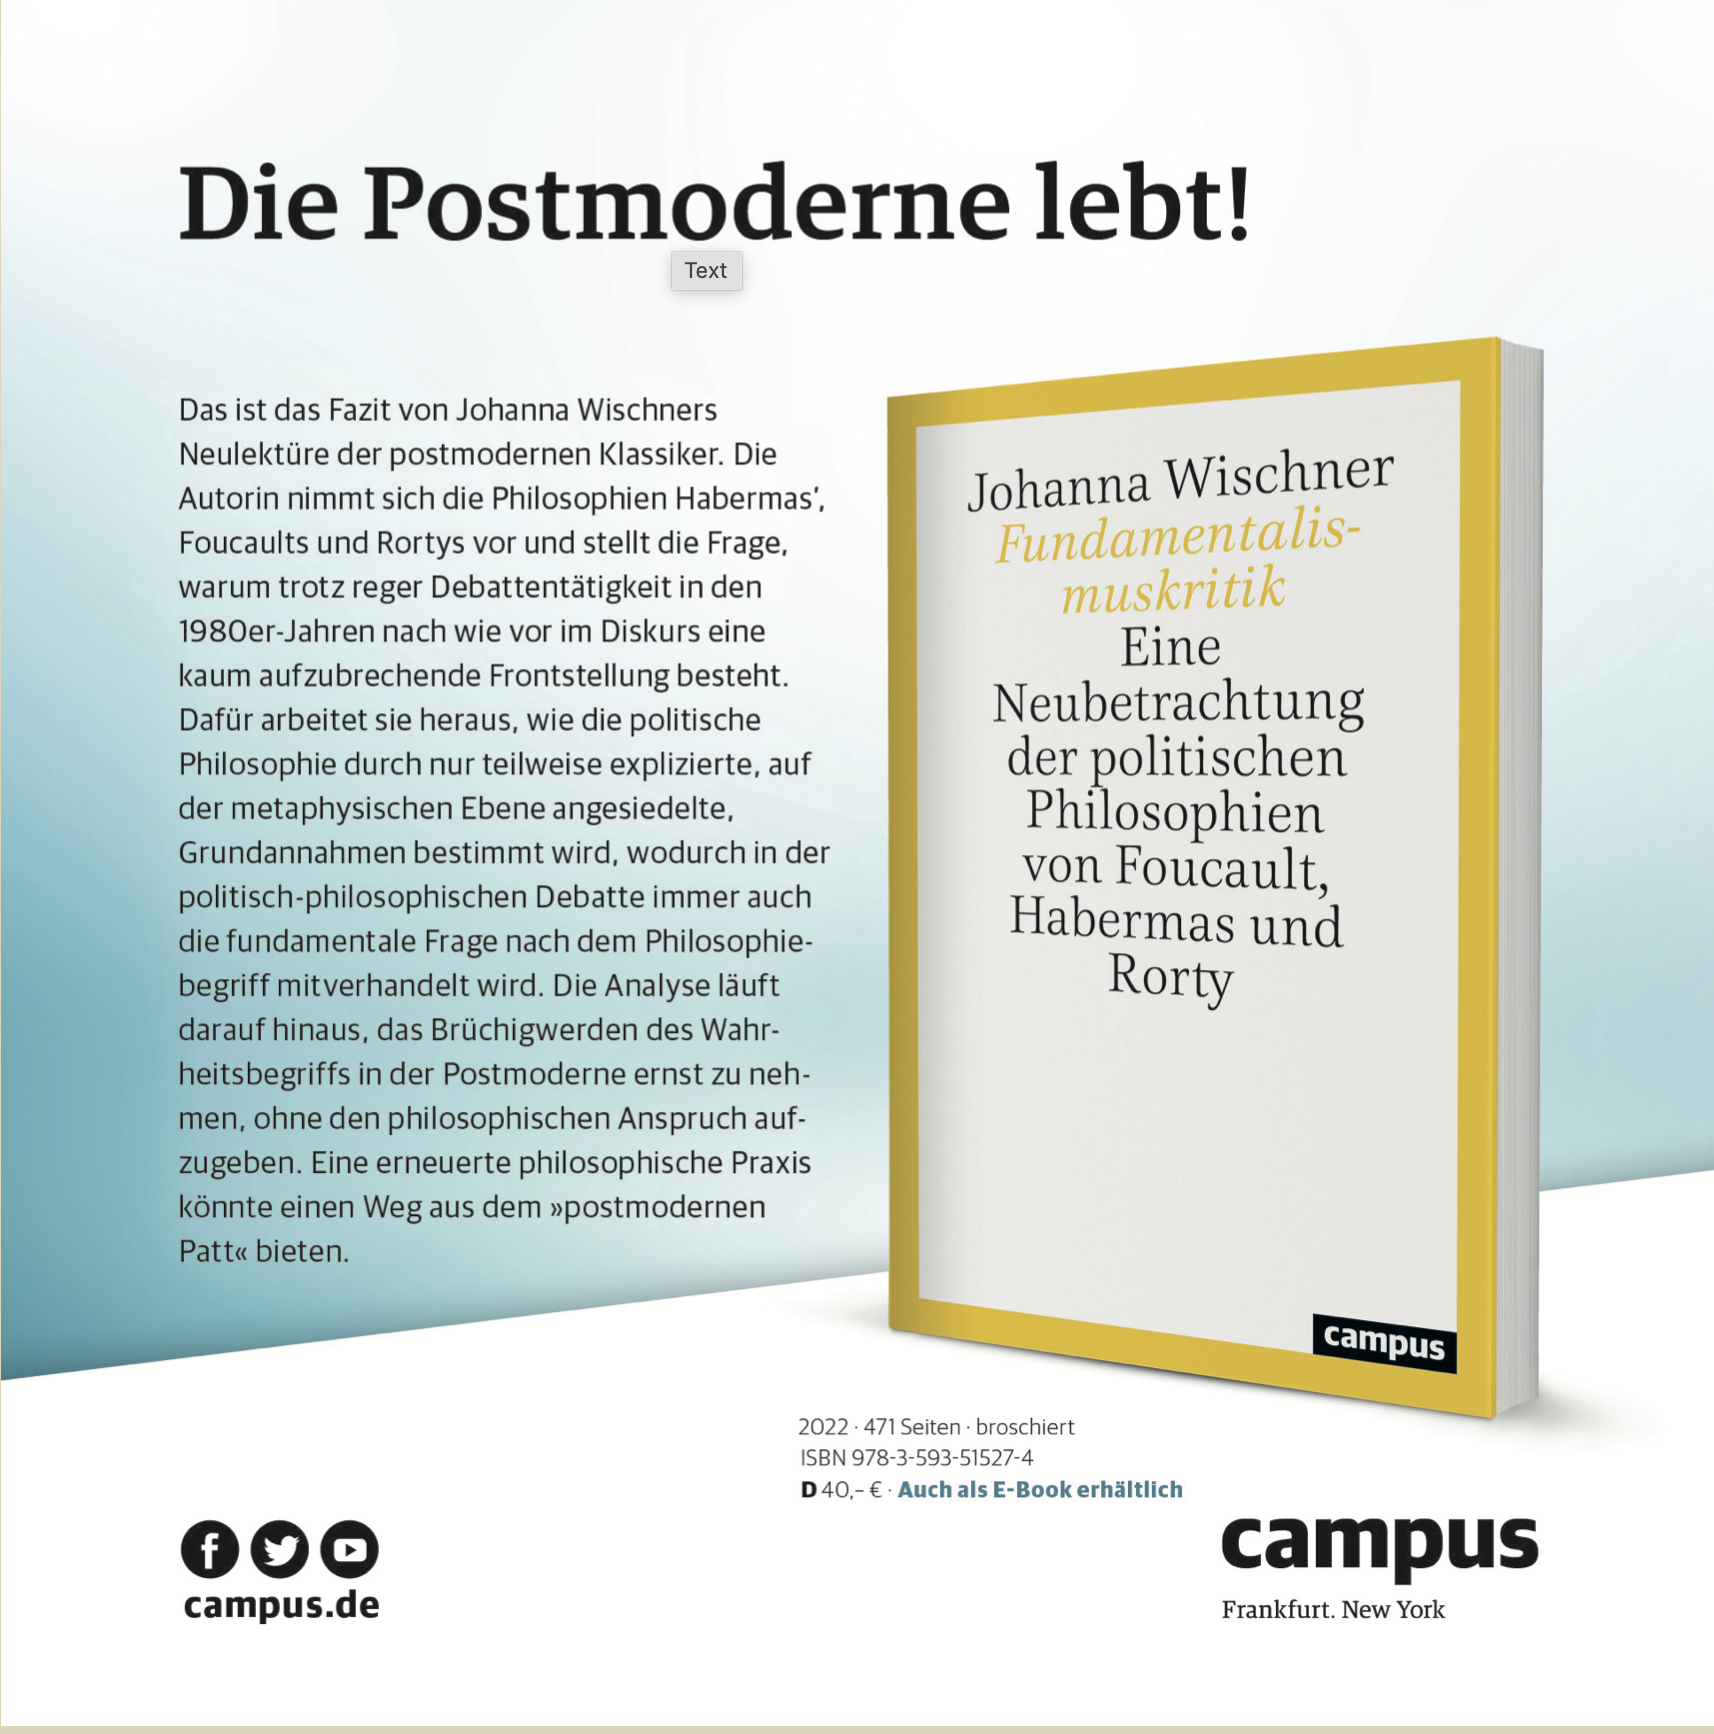 Die Postmoderne lebt!
Text
Das ist das Fazit von Johanna Wischners
Neulektüre der postmodernen Klassiker. Die
Autorin nimmt sich die Philosophien Habermas’,
Foucaults und Rortys vor und stellt die Frage,
warum trotz reger Debattentätigkeit in den
1980er-Jahren nach wie vor im Diskurs eine
kaum aufzubrechende Frontstellung besteht.
Dafür arbeitet sie heraus, wie die politische
Philosophie durch nur teilweise explizierte, auf
der metaphysischen Ebene angesiedelte,
Grundannahmen bestimmt wird, wodurch in der
politisch-philosophischen Debatte immer auch
die fundamentale Frage nach dem Philosophie-
begriff mitverhandelt wird. Die Analyse läuft
darauf hinaus, das Brüchigwerden des Wahr-
heitsbegriffs in der Postmoderne ernst zu neh-
men, ohne den philosophischen Anspruch auf-
zugeben. Eine erneuerte philosophische Praxis
könnte einen Weg aus dem »postmodernen
Patt« bieten.
Johanna Wischner
Fundamentalis-
muskritik
Eine
Neubetrachtung
der politischen
Philosophien
von Foucault,
Habermas und
Rorty
campus
2022 · 471 Seiten · broschiert
ISBN 978-3-593-51527-4
D 40,– € · Auch als E-Book erhältlich
campus.de
campus
Frankfurt. New York